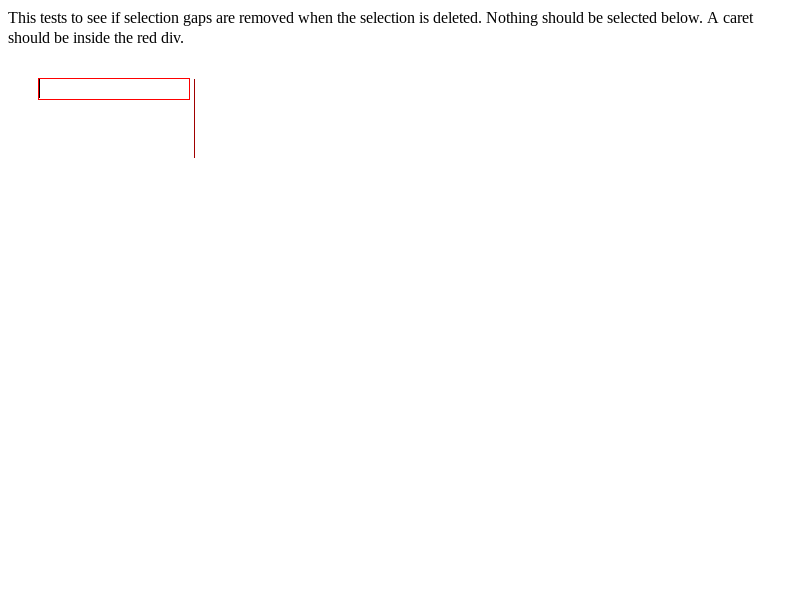 This tests to see if selection gaps are removed when the selection is deleted. Nothing should be selected below. A caret
should be inside the red div.